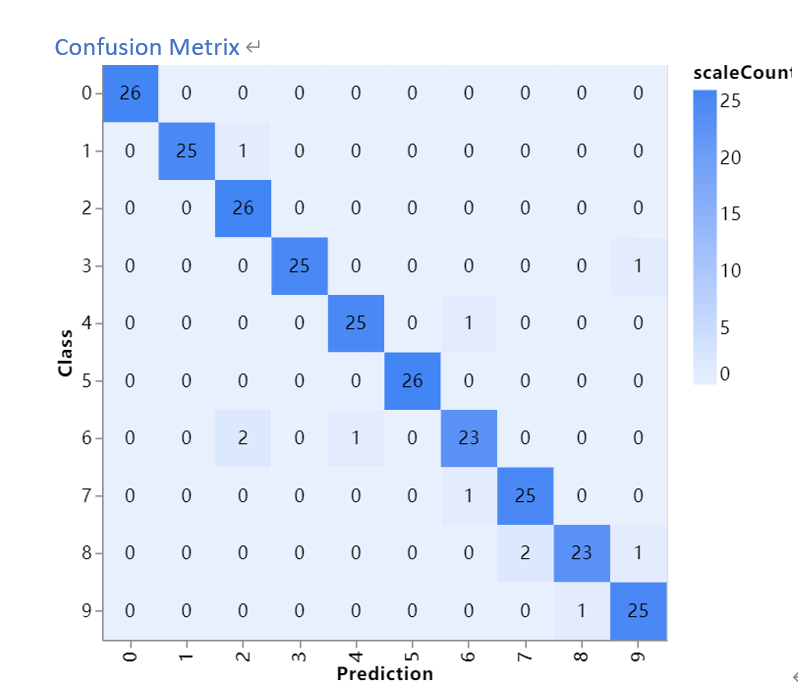 Confusion Metrix ↵
scaleCount
0 26 0 0 0 0 0 0 0 0 0 25
1 0 25 1 0 0 0 0 0 0 0 20
2 0 0 26 0 0 0 0 0 0 0 15
3 0 0 0 25 0 0 0 0 0 1 10
4 0 0 0 0 25 0 1 0 0 0 5
Class
5 0 0 0 0 0 26 0 0 0 0 0
6 0 0 2 0 1 0 23 0 0 0
7 0 0 0 0 0 0 1 25 0 0
8 0 0 0 0 0 0 0 2 23 1
9 0 0 0 0 0 0 0 0 1 25
0 1 2 3 4 5 6 7 8 9
Prediction